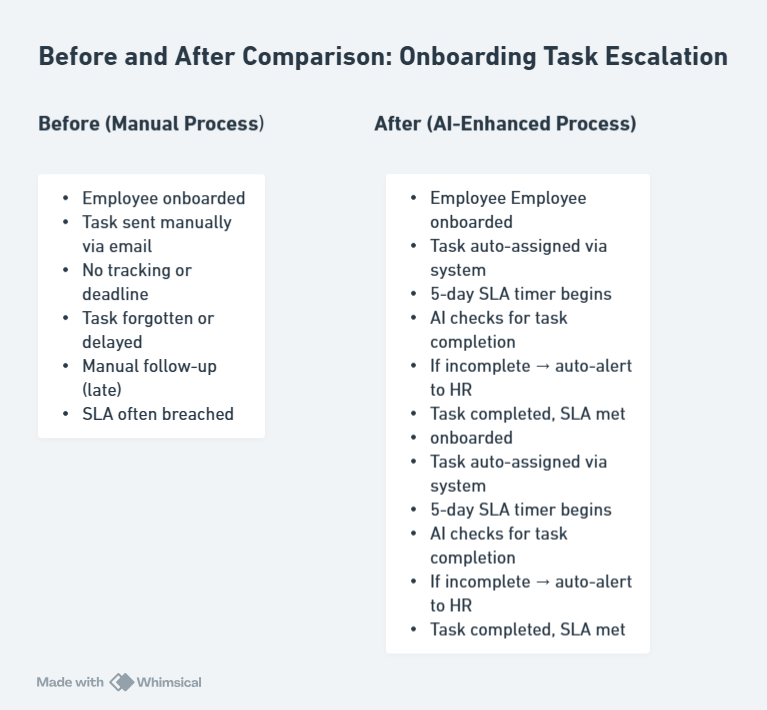 Before and After Comparison: Onboarding Task Escalation
Before (Manual Process)
• Employee onboarded
• Task sent manually
via email
• No tracking or
deadline
• Task forgotten or
delayed
• Manual follow-up
(late)
• SLA often breached
After (AI-Enhanced Process)
• Employee Employee
onboarded
• Task auto-assigned via
system
• 5-day SLA timer begins
• AI checks for task
completion
• If incomplete → auto-alert
to HR
• Task completed, SLA met
• onboarded
• Task auto-assigned via
system
• 5-day SLA timer begins
• AI checks for task
completion
• If incomplete → auto-alert
to HR
• Task completed, SLA met
Made with Whimsical